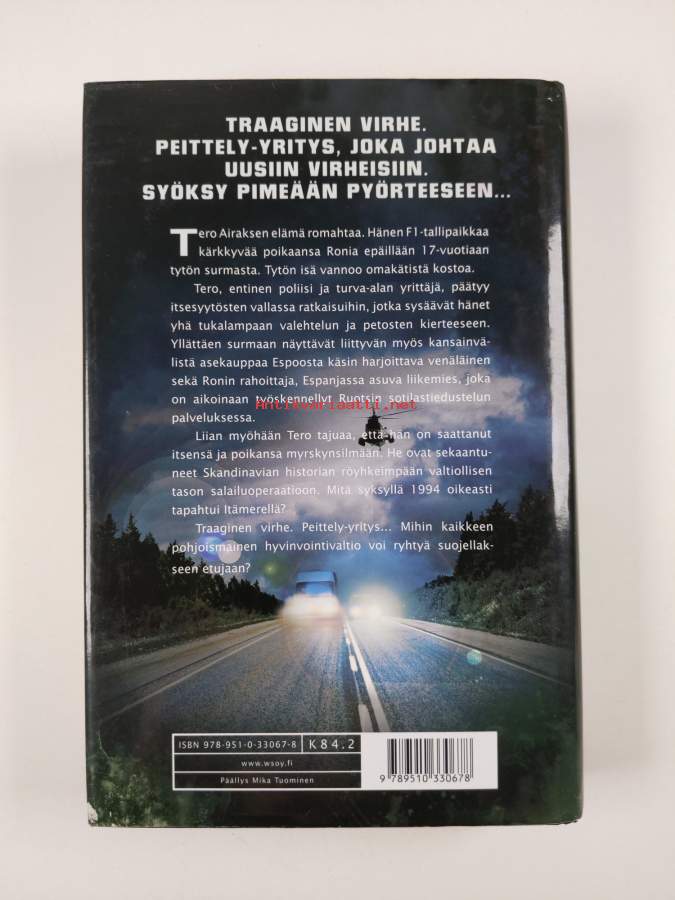 TRAAGINEN VIRHE.
PEITTELY-YRITYS, JOKA JOHTAA
UUSIIN VIRHEISIIN.
SYÖKSY PIMEÄÄN PYÖRTEESEEN...
Tero Airaksen elämä romahtaa. Hänen F1-tallipaikkaa
kärkkyvää poikaansa Ronia epäillään 17-vuotiaan
tytön surmasta. Tytön isä vannoo omakätistä kostoa.
Tero, entinen poliisi ja turva-alan yrittäjä, päätyy
itsesyytösten vallassa ratkaisuihin, jotka sysäävät hänet
yhä tukalampaan valehtelun ja petosten kierteeseen.
Yllättäen surmaan näyttävät liittyvän myös kansainvä-
listä asekauppaa Espoosta käsin harjoittava venäläinen
sekä Ronin rahoittaja, Espanjassa asuva liikemies, joka
on aikoinaan työskennellyt Ruotsin sotilastiedustelun
Antikvariaatti.net
palveluksessa.
Liian myöhään Tero tajuaa, että hän on saattanut
itsensä ja poikansa myrskynsilmään. He ovat sekaantu-
neet Skandinavian historian röyhkeimpään valtiollisen
tason salailuoperaatioon. Mitä syksyllä 1994 oikeasti
tapahtui Itämerellä?
Traaginen virhe. Peittely-yritys... Mihin kaikkeen
pohjoismainen hyvinvointivaltio voi ryhtyä suojellak-
seen etujaan?
ISBN 978-951-0-33067-8 K 84.2
www.wsoy.fi
Päällys Mika Tuominen
9 789510 330678